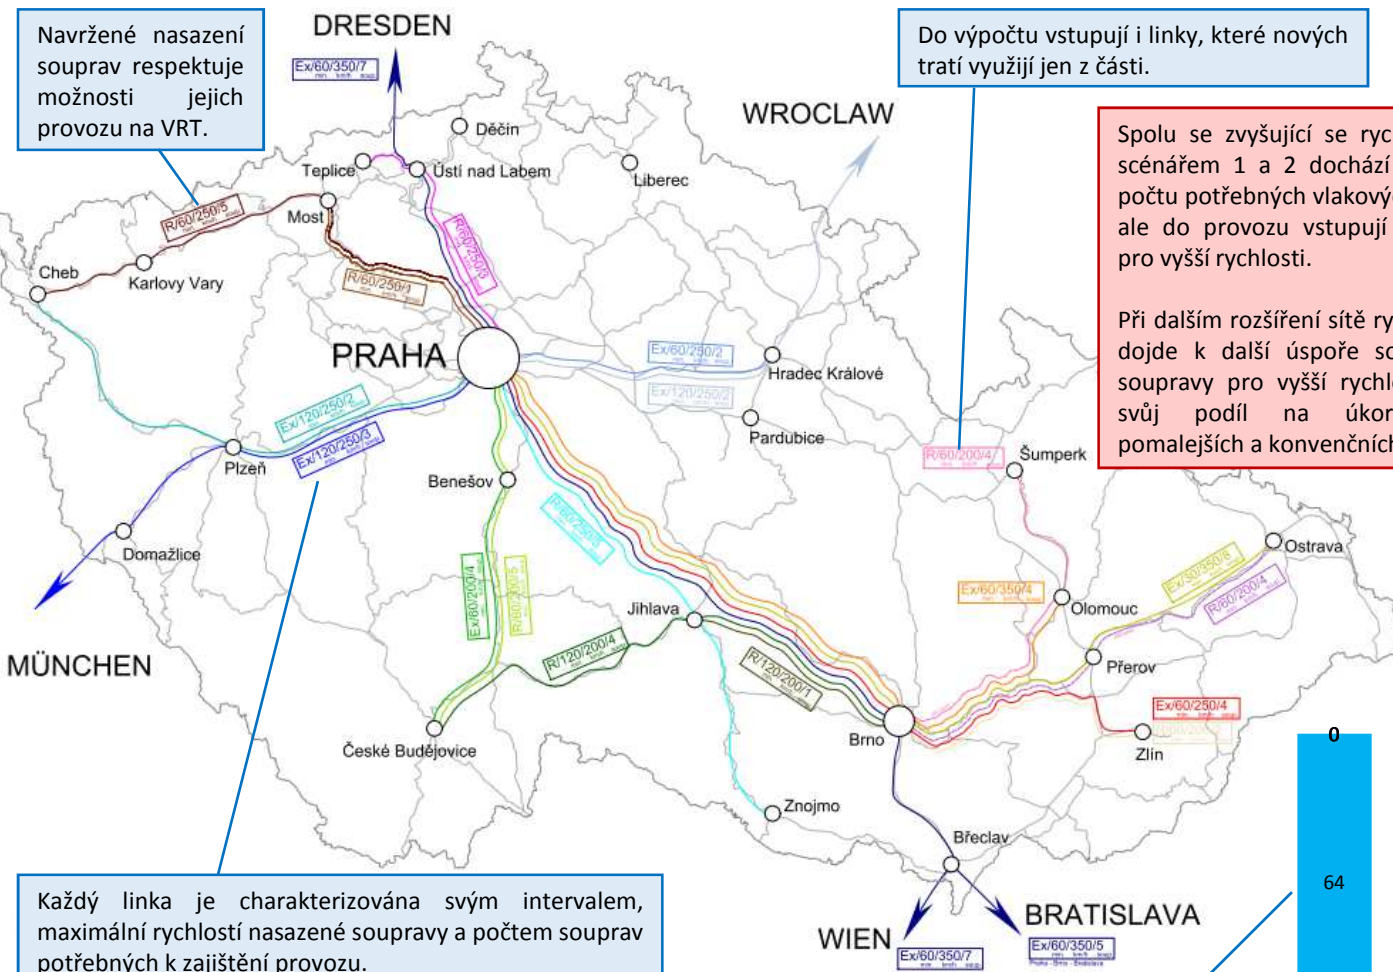 Navržené nasazení
souprav respektuje
možnosti jejich
provozu na VRT.
DRESDEN
Ex/60/350/7
Do výpočtu vstupují i linky, které nových
tratí využijí jen z části.
WROCLAW
Spolu se zvyšující se rych
scénářem 1 a 2 dochází
počtu potřebných vlakovýc
ale do provozu vstupují
pro vyšší rychlosti.
Při dalším rozšíření sítě ry
dojde k další úspoře so
soupravy pro vyšší rychlo
svůj podíl na úkor
pomalejších a konvenčních
Děčín
Teplice
Ústí nad Labem
Liberec
R/60/250/5
Most
R/60/250/3
Cheb
Karlovy Vary
R/60/250/1
PRAHA
Ex/60/250/2
Hradec Králové
Ex/120/250/2
Ex/120/250/2
Ex/120/250/3
Pardubice
Plzeň
Benešov
R/60/200/4
Šumperk
R/60/250/5
Domažlice
Ostrava
Ex/30/350/8
R/60/200/4
Ex/60/200/4
R/60/200/5
Ex/60/350/4
Olomouc
Jihlava
R/120/200/4
R/120/200/1
Přerov
MÜNCHEN
Ex/60/250/4
České Budějovice
Brno
Zlín
0
Znojmo
Břeclav
64
Každý linka je charakterizována svým intervalem,
maximální rychlostí nasazené soupravy a počtem souprav
potřebných k zajištění provozu.
WIEN
Ex/60/350/7
BRATISLAVA
Ex/60/350/5
Praha - Brno - Bratislava